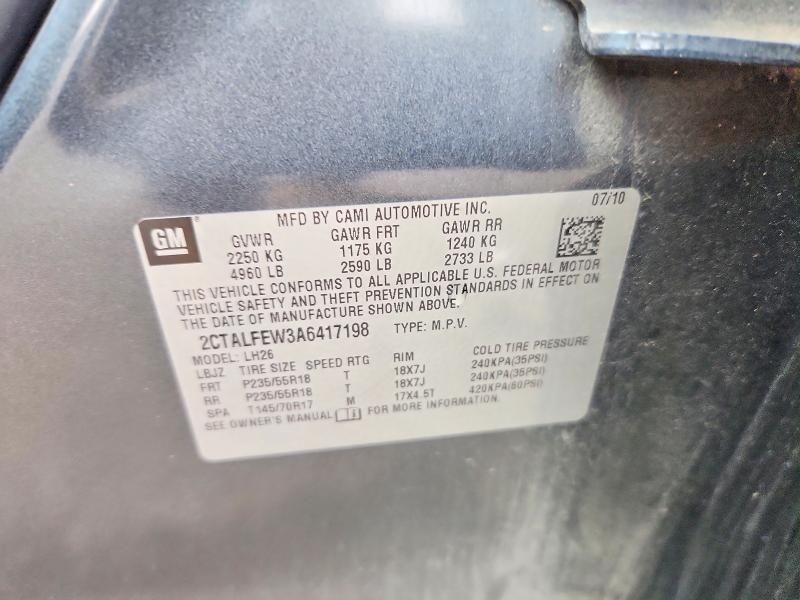 GM
MFD BY CAMI AUTOMOTIVE INC. 07/10
GVWR GAWR FRT GAWR RR
2250 KG 1175 KG 1240 KG
4960 LB 2590 LB 2733 LB
THIS VEHICLE CONFORMS TO ALL APPLICABLE U.S. FEDERAL MOTOR
VEHICLE SAFETY AND THEFT PREVENTION STANDARDS IN EFFECT ON
THE DATE OF MANUFACTURE SHOWN ABOVE.
2CTALFEW3A6417198 TYPE: M.P.V.
MODEL: LH26
LBJZ TIRE SIZE SPEED RTG RIM COLD TIRE PRESSURE
FRT P235/55R18 T 18X7J 240KPA(35PSI)
RR P235/55R18 T 18X7J 240KPA(35PSI)
SPA T145/70R17 M 17X4.5T 420KPA(60PSI)
SEE OWNER'S MANUAL FOR MORE INFORMATION.